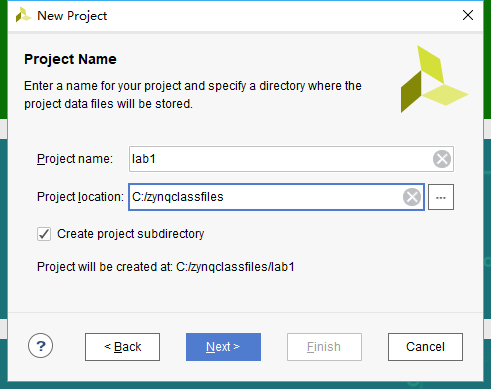 New Project
Project Name
Enter a name for your project and specify a directory where the
project data files will be stored.
Project name: lab1
Project location: C:/zynqclassfiles ...
Create project subdirectory
Project will be created at: C:/zynqclassfiles/lab1
? < Back Next > Finish Cancel